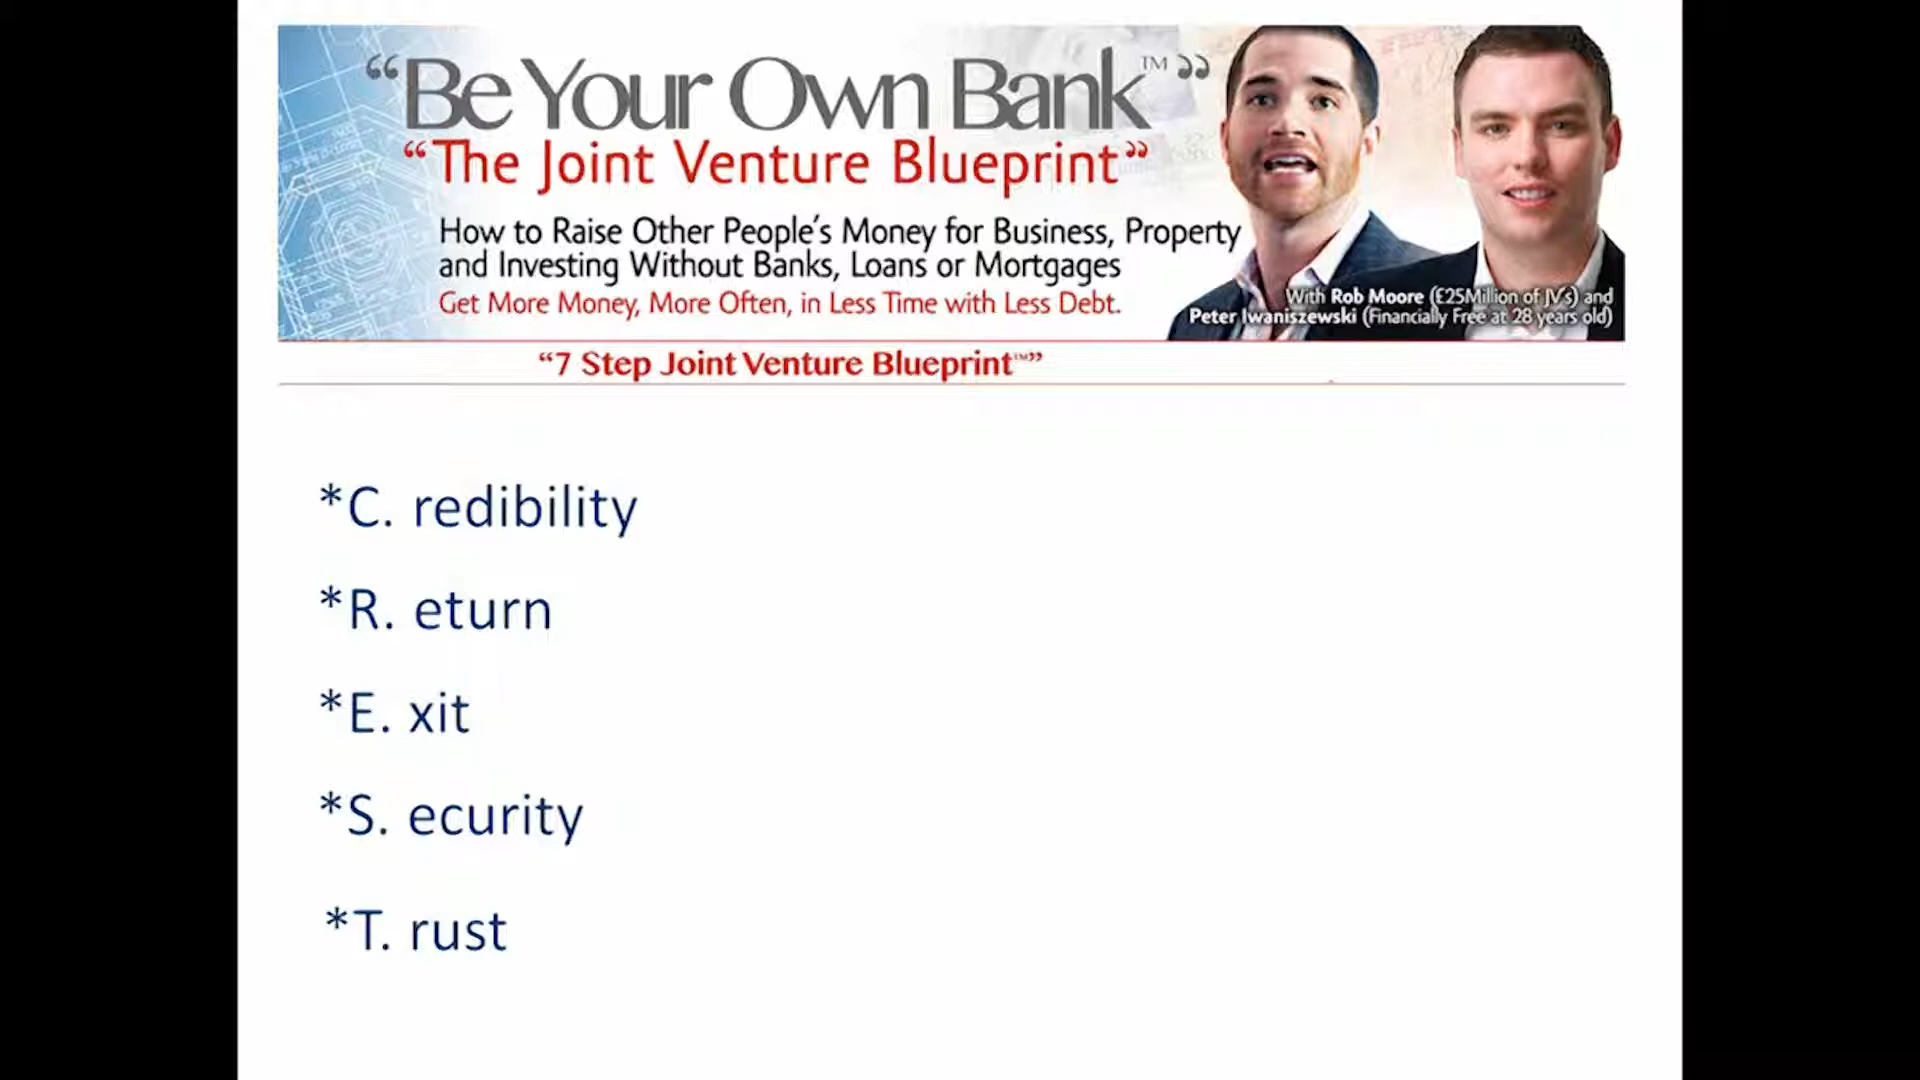 “Be Your Own Bank™”
“The Joint Venture Blueprint”
How to Raise Other People's Money for Business, Property
and Investing Without Banks, Loans or Mortgages
Get More Money, More Often, in Less Time with Less Debt.
With Rob Moore (£25Million of JV's) and
Peter Iwaniszewski (Financially Free at 28 years old)
“7 Step Joint Venture Blueprint™”
*C. redibility
*R. eturn
*E. xit
*S. ecurity
*T. rust